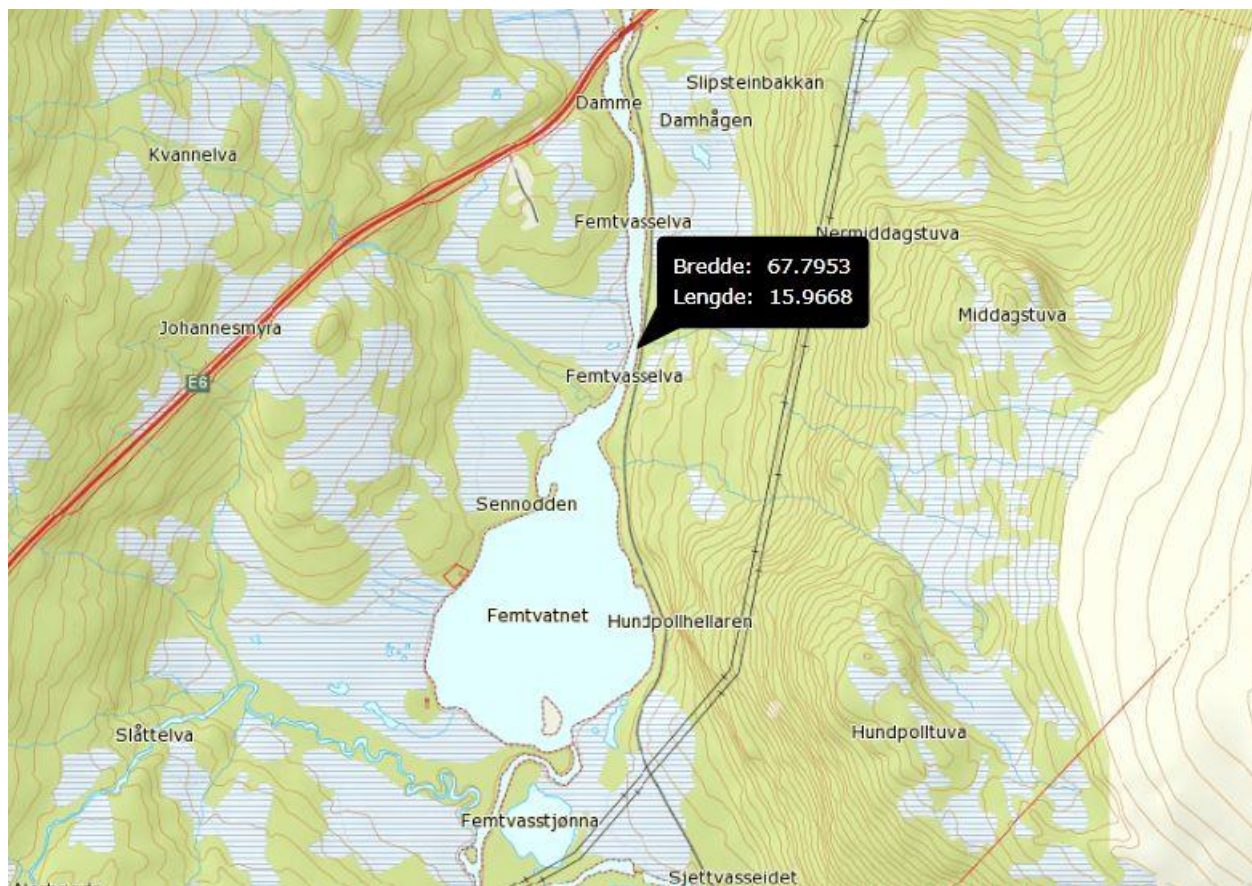 Slipsteinbakkan
Damme
Damhågen
Kvannelva
Femtvasselva
Nermiddagstuva
Bredde: 67.7953
Lengde: 15.9668
Middagstuva
Johannesmyra
Femtvasselva
E6
Sennodden
Femtvatnet
Hundpollhellaren
Slåttelva
Hundpolltuva
Femtvasstjønna
Sjettvasseidet